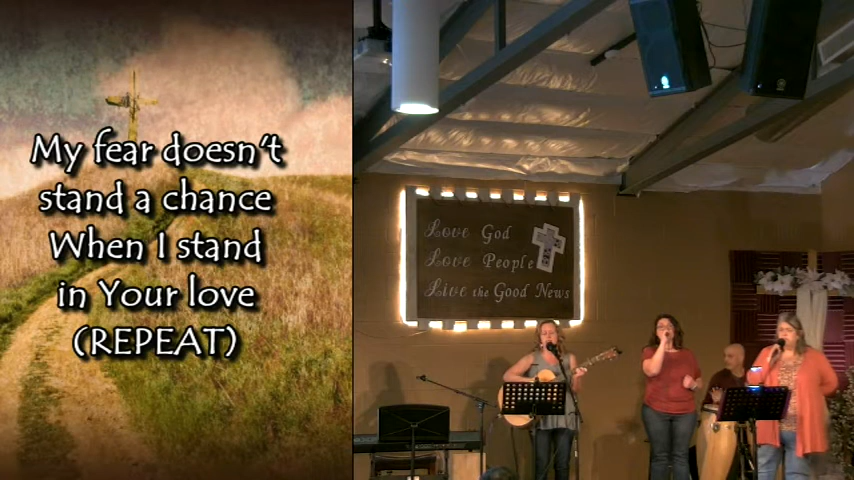 My fear doesn't
stand a chance
When I stand
in Your love
(REPEAT)
Love God
Love People
Live the Good News